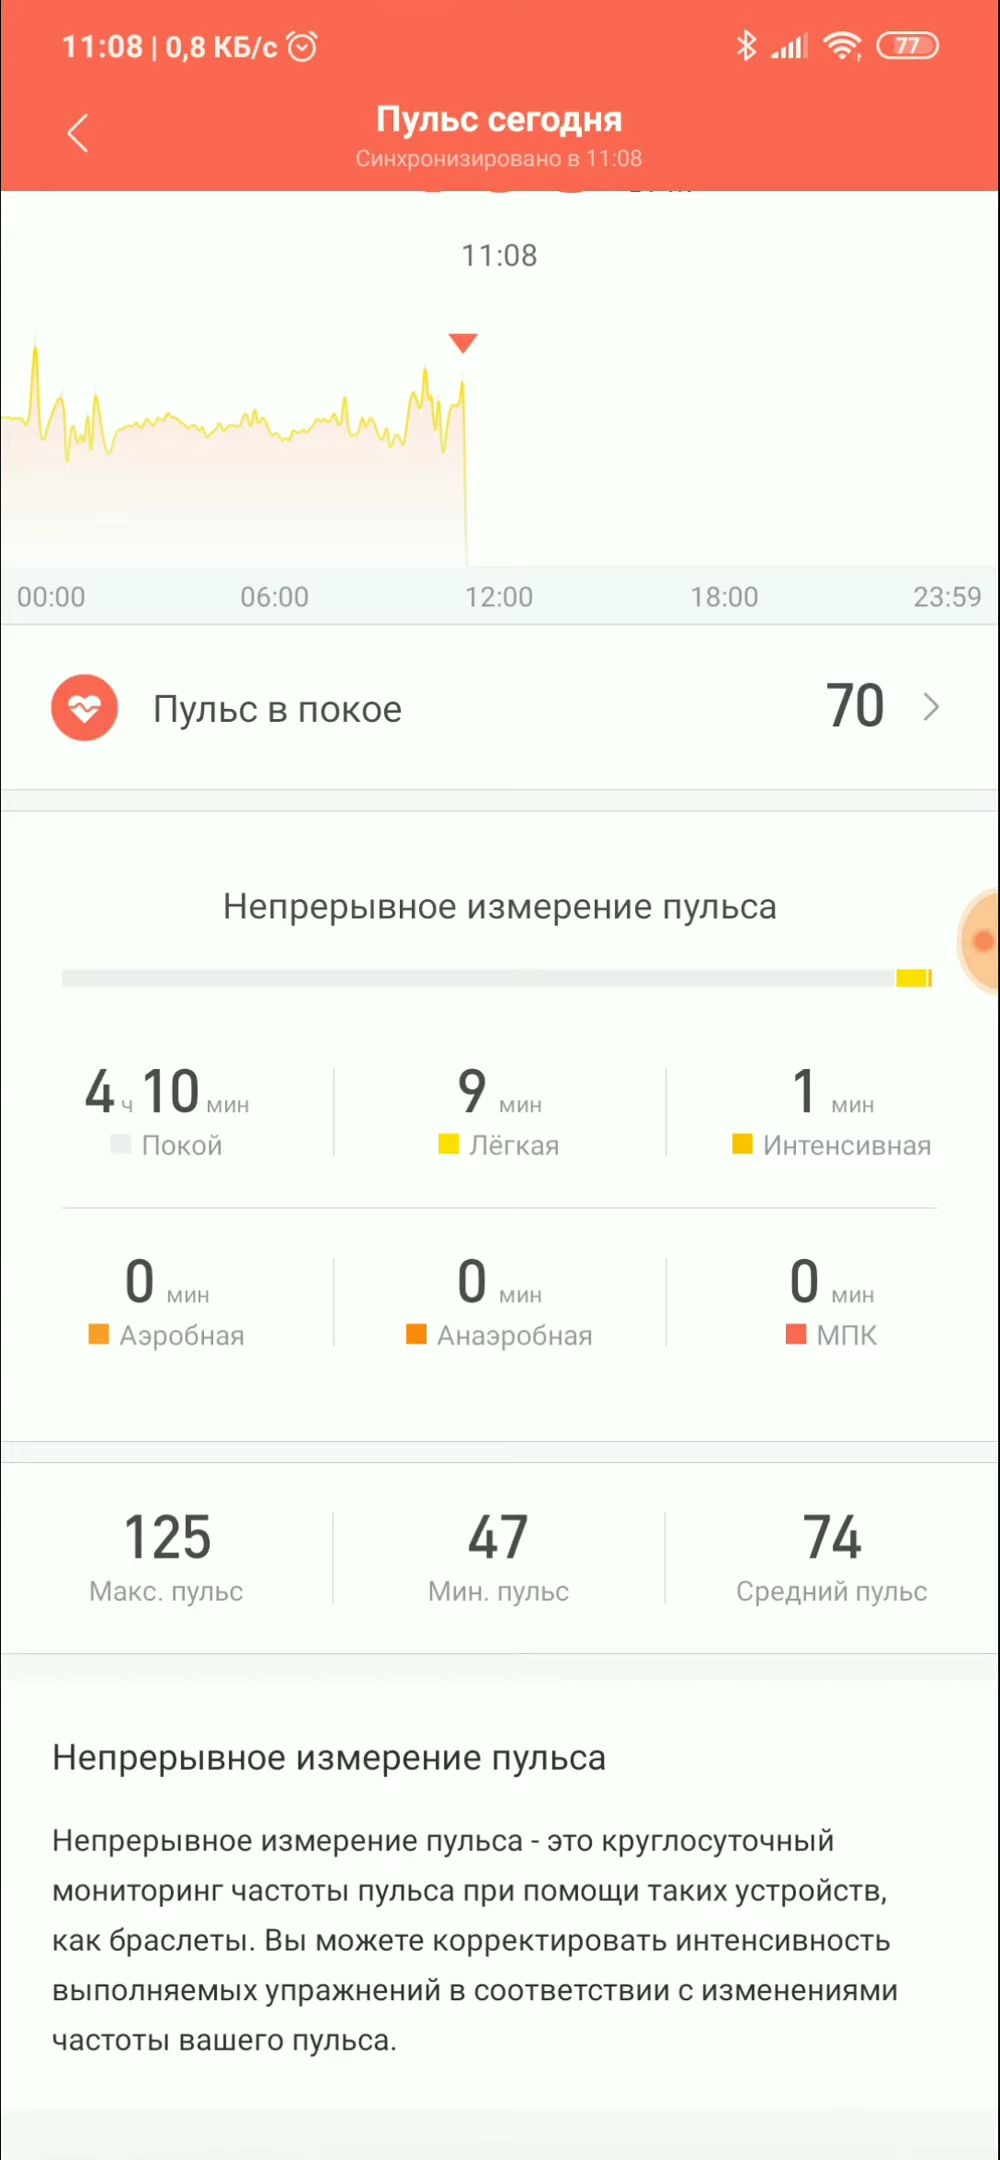 11:08 | 0,8 КБ/с
77
Пульс сегодня
Синхронизировано в 11:08
11:08
00:00 06:00 12:00 18:00 23:59
Пульс в покое 70
Непрерывное измерение пульса
4 ч 10 мин 9 мин 1 мин
Покой Лёгкая Интенсивная
0 мин 0 мин 0 мин
Аэробная Анаэробная МПК
125 47 74
Макс. пульс Мин. пульс Средний пульс
Непрерывное измерение пульса
Непрерывное измерение пульса - это круглосуточный
мониторинг частоты пульса при помощи таких устройств,
как браслеты. Вы можете корректировать интенсивность
выполняемых упражнений в соответствии с изменениями
частоты вашего пульса.